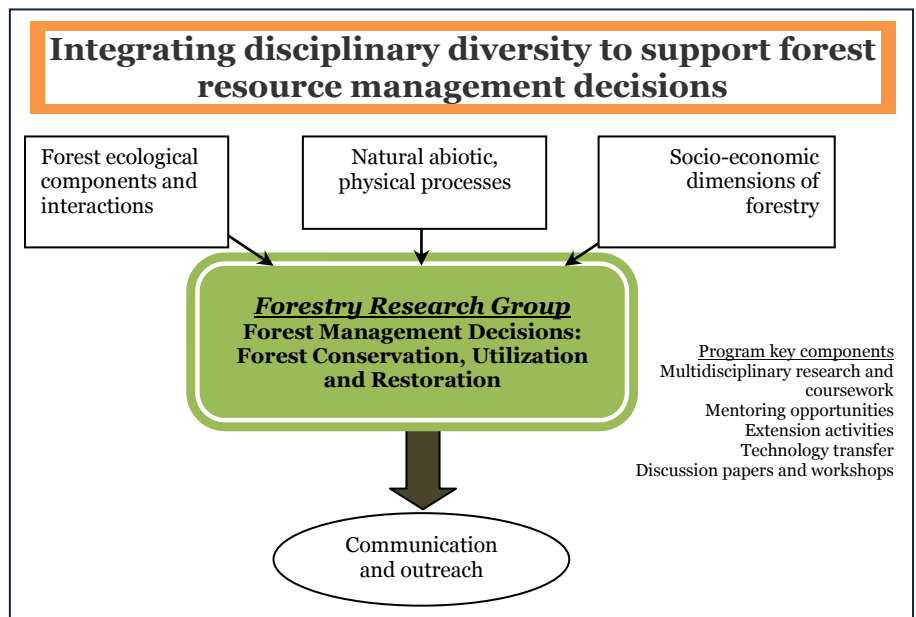 Integrating disciplinary diversity to support forest
resource management decisions
Forest ecological
components and
interactions
Natural abiotic,
physical processes
Socio-economic
dimensions of
forestry
Forestry Research Group
Forest Management Decisions:
Forest Conservation, Utilization
and Restoration
Program key components
Multidisciplinary research and
coursework
Mentoring opportunities
Extension activities
Technology transfer
Discussion papers and workshops
Communication
and outreach